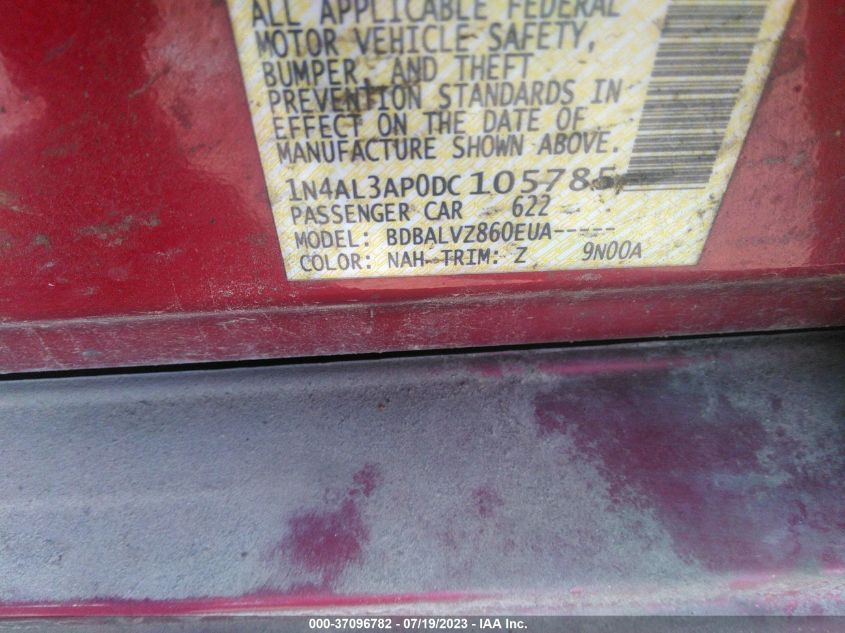 ALL APPLICABLE FEDERAL
MOTOR VEHICLE SAFETY,
BUMPER, AND THEFT
PREVENTION STANDARDS IN
EFFECT ON THE DATE OF
MANUFACTURE SHOWN ABOVE.
1N4AL3AP0DC105785
PASSENGER CAR 622
MODEL: BDBALVZ860EUA-----
COLOR: NAH TRIM: Z 9N00A
000-37096782 - 07/19/2023 - IAA Inc.